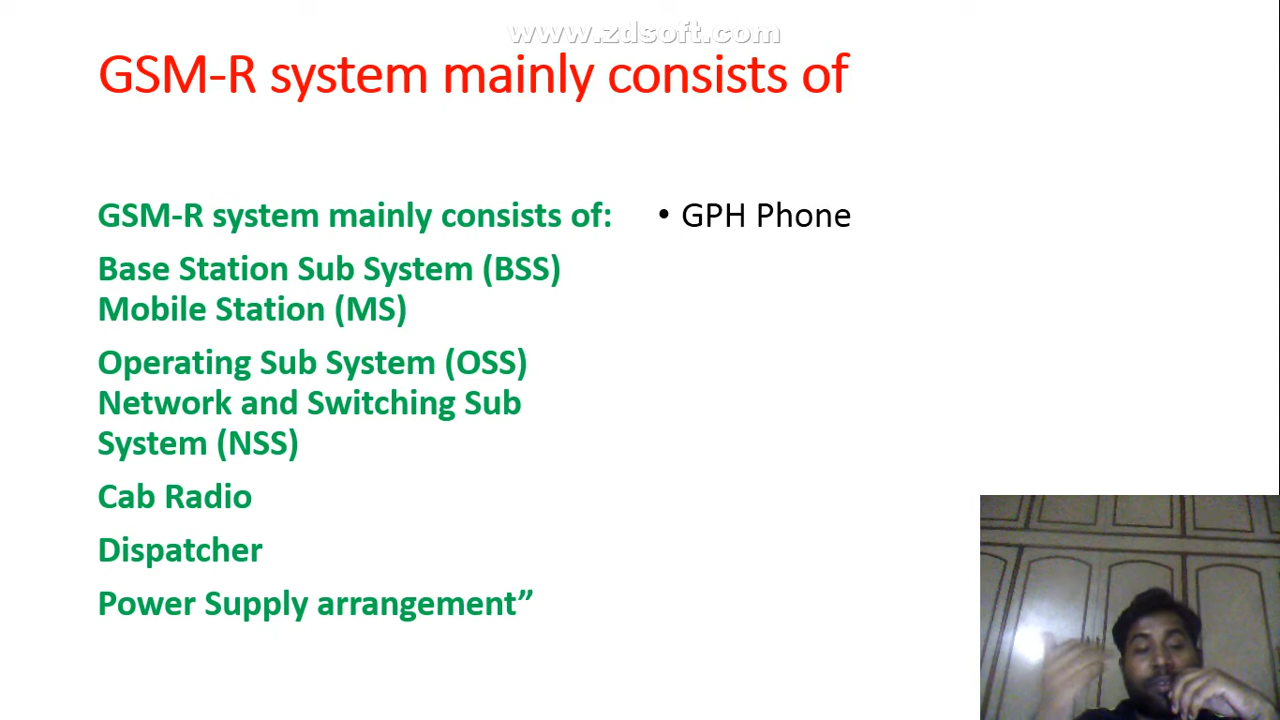 www.zdsoft.com
GSM-R system mainly consists of
GSM-R system mainly consists of:
Base Station Sub System (BSS)
Mobile Station (MS)
Operating Sub System (OSS)
Network and Switching Sub
System (NSS)
Cab Radio
Dispatcher
Power Supply arrangement”
• GPH Phone